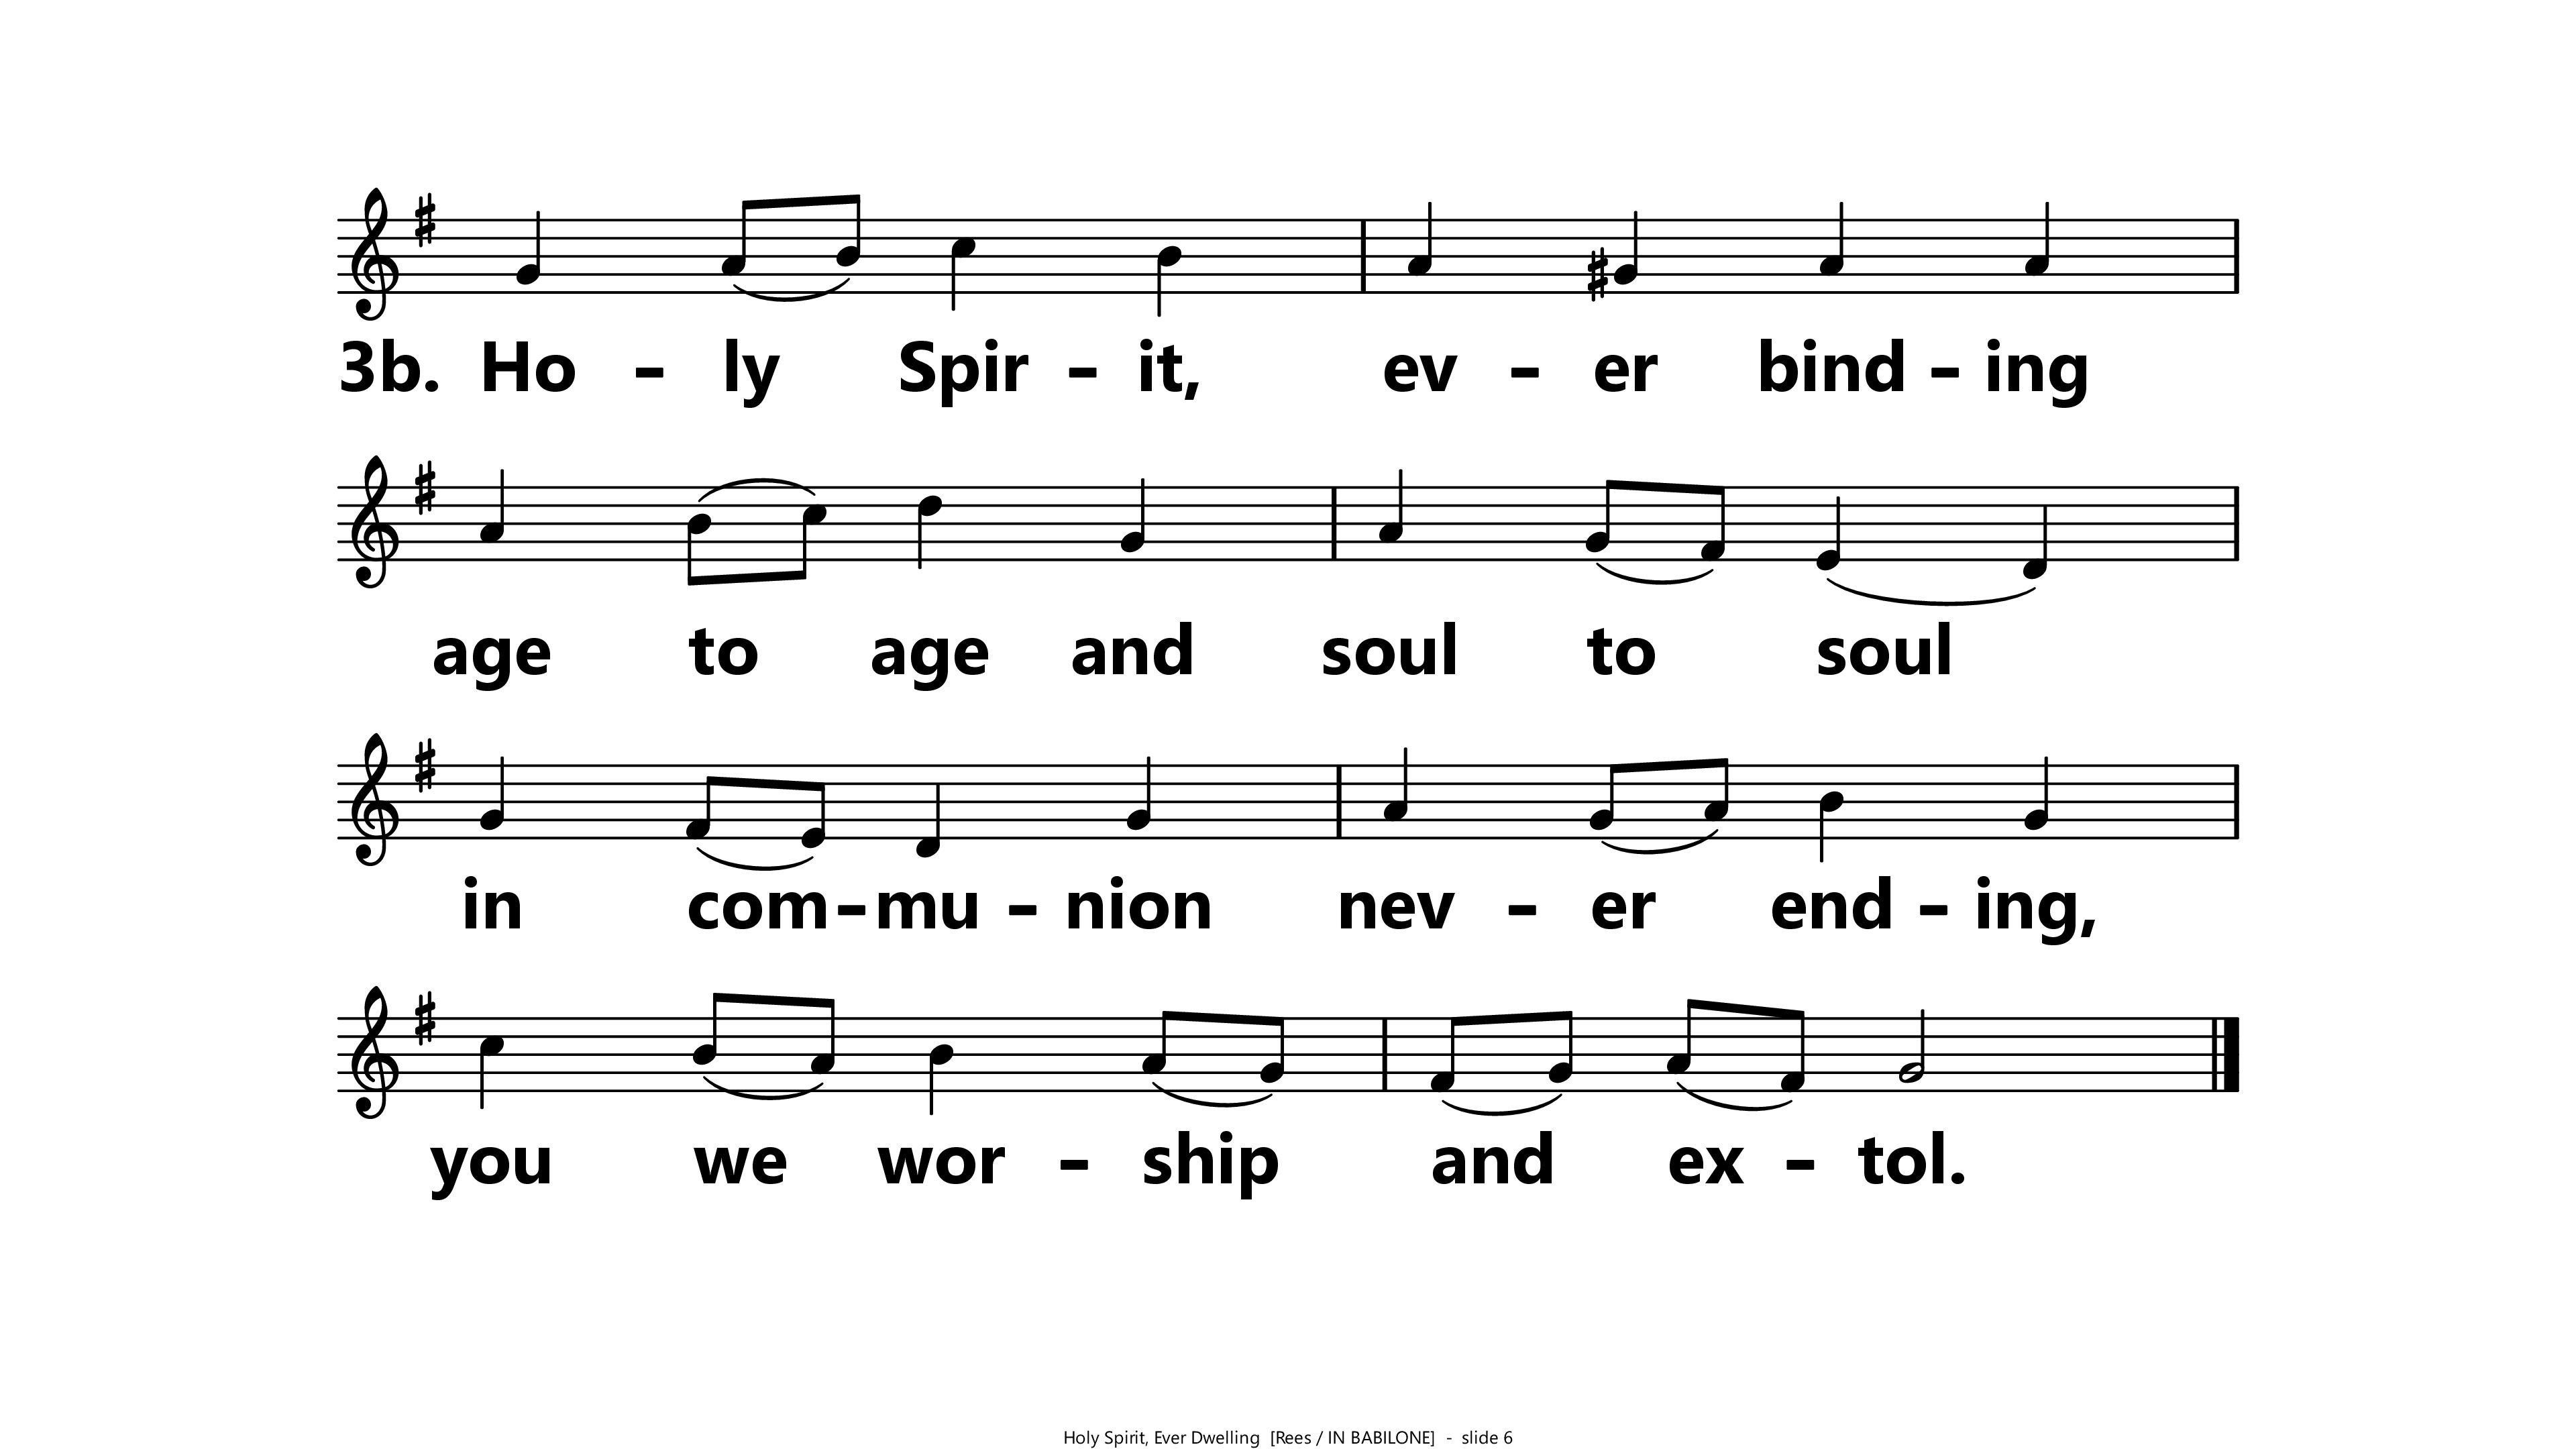 3b. Ho - ly Spir - it, ev - er bind - ing
age to age and soul to soul
in com-mu - nion nev - er end - ing,
you we wor - ship and ex - tol.
Holy Spirit, Ever Dwelling [Rees / IN BABILONE] - slide 6